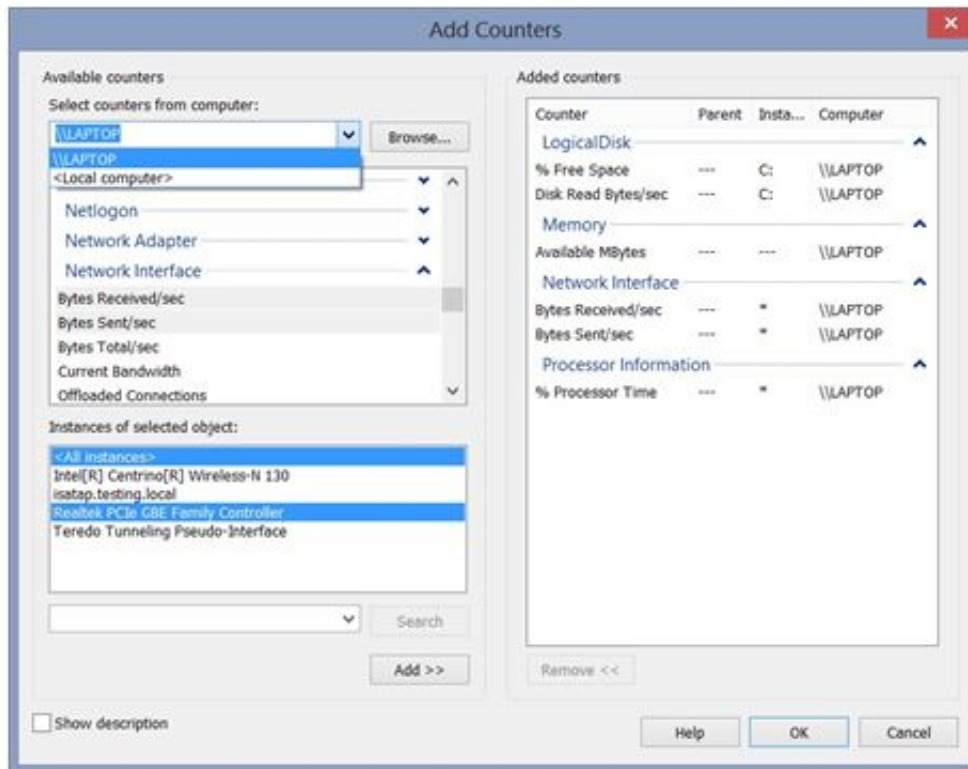 Add Counters
Available counters
Select counters from computer:
\\LAPTOP
Browse...
\\LAPTOP
<Local computer>
Netlogon
Network Adapter
Network Interface
Bytes Received/sec
Bytes Sent/sec
Bytes Total/sec
Current Bandwidth
Offloaded Connections
Instances of selected object:
<All instances>
Intel[R] Centrino[R] Wireless-N 130
isatap.testing.local
Realtek PCIe GBE Family Controller
Teredo Tunneling Pseudo-Interface
Search
Add >>
Show description
Added counters
Counter Parent Insta... Computer
LogicalDisk
% Free Space --- C: \\LAPTOP
Disk Read Bytes/sec --- C: \\LAPTOP
Memory
Available MBytes --- --- \\LAPTOP
Network Interface
Bytes Received/sec --- * \\LAPTOP
Bytes Sent/sec --- * \\LAPTOP
Processor Information
% Processor Time --- * \\LAPTOP
Remove <<
Help
OK
Cancel